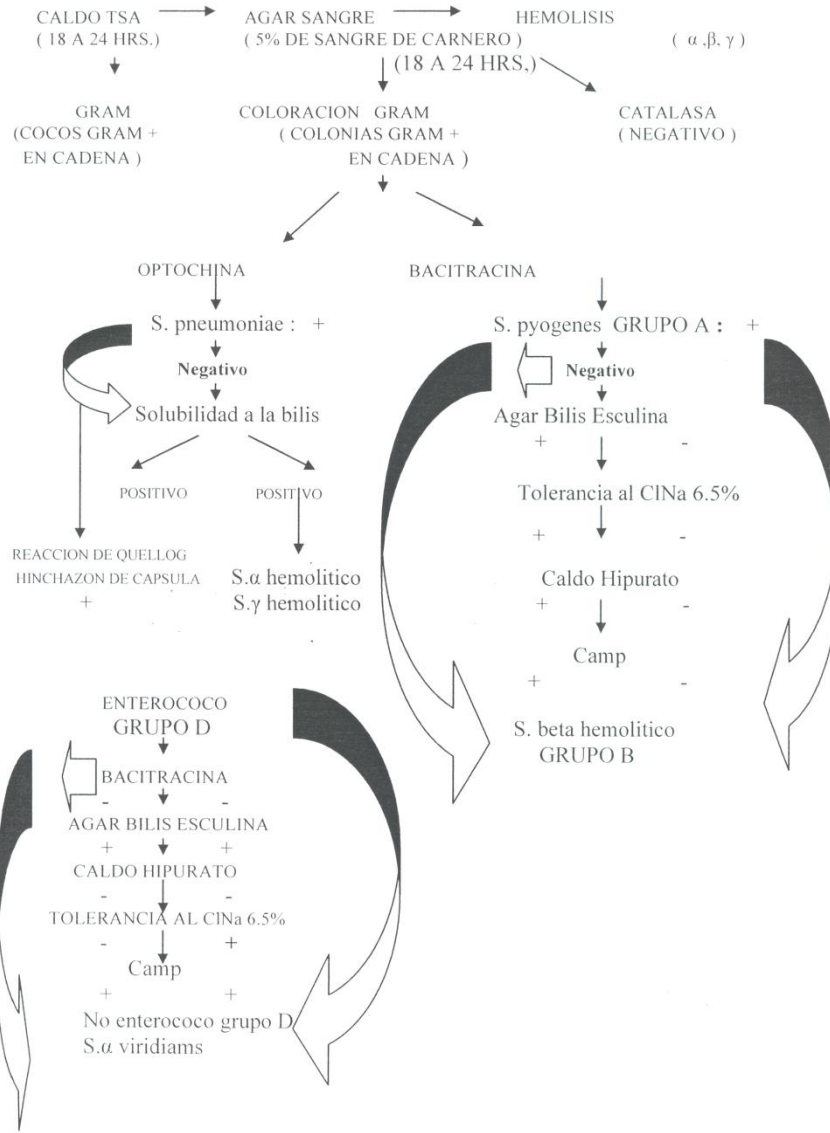 CALDO TSA AGAR SANGRE HEMOLISIS
( 18 A 24 HRS.) ( 5% DE SANGRE DE CARNERO ) ( α ,β, γ )
(18 A 24 HRS,)
GRAM COLORACION GRAM CATALASA
(COCOS GRAM + ( COLONIAS GRAM + ( NEGATIVO )
EN CADENA ) EN CADENA )
OPTOCHINA BACITRACINA
S. pneumoniae : + S. pyogenes GRUPO A : +
Negativo Negativo
Solubilidad a la bilis Agar Bilis Esculina
+ -
POSITIVO POSITIVO Tolerancia al ClNa 6.5%
+ -
REACCION DE QUELLOG
HINCHAZON DE CAPSULA S.α hemolitico Caldo Hipurato
+ S.γ hemolitico + -
Camp
+ -
S. beta hemolitico
GRUPO B
ENTEROCOCO
GRUPO D
BACITRACINA
- -
AGAR BILIS ESCULINA
+ +
CALDO HIPURATO
- -
TOLERANCIA AL ClNa 6.5%
- +
Camp
+ +
No enterococo grupo D
S.α viridiams